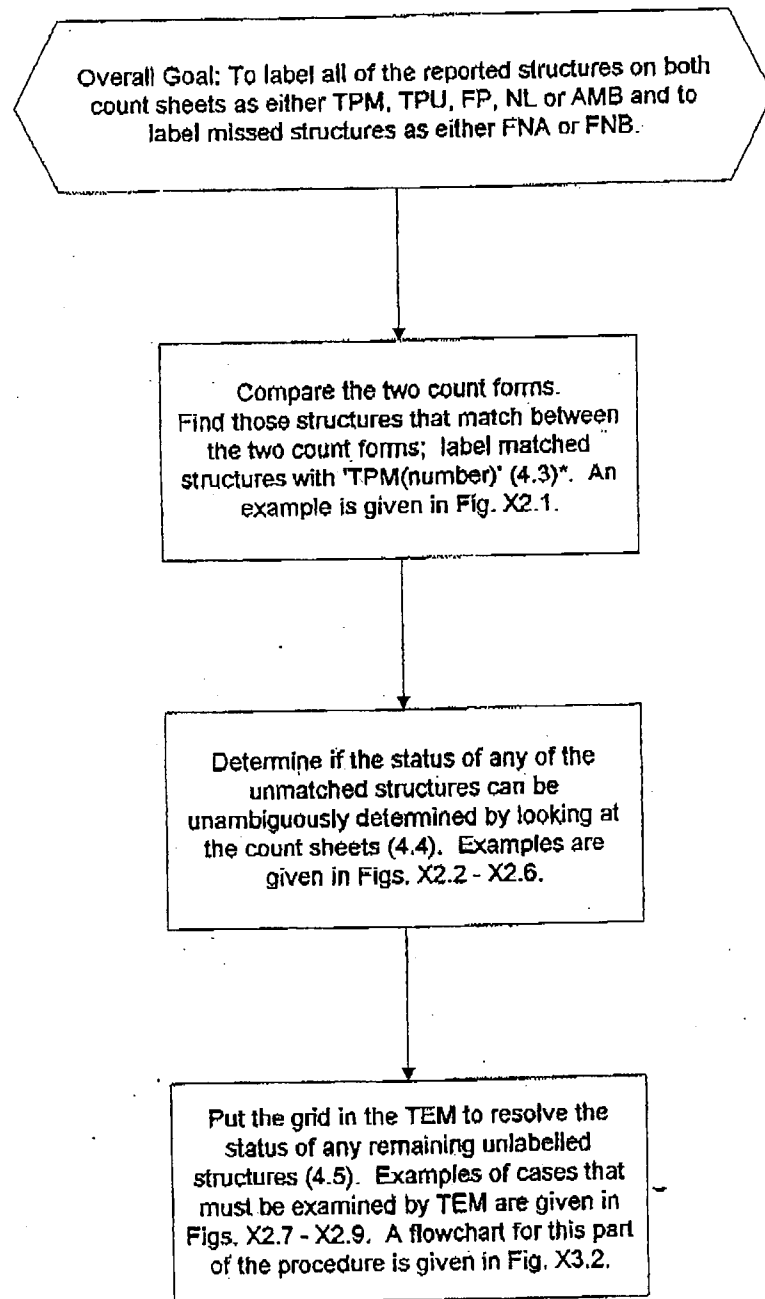 Overall Goal: To label all of the reported structures on both
count sheets as either TPM, TPU, FP, NL or AMB and to
label missed structures as either FNA or FNB.
Compare the two count forms.
Find those structures that match between
the two count forms; label matched
structures with 'TPM(number)' (4.3)*. An
example is given in Fig. X2.1.
Determine if the status of any of the
unmatched structures can be
unambiguously determined by looking at
the count sheets (4.4). Examples are
given in Figs. X2.2 - X2.6.
Put the grid in the TEM to resolve the
status of any remaining unlabelled
structures (4.5). Examples of cases that
must be examined by TEM are given in
Figs. X2.7 - X2.9. A flowchart for this part
of the procedure is given in Fig. X3.2.